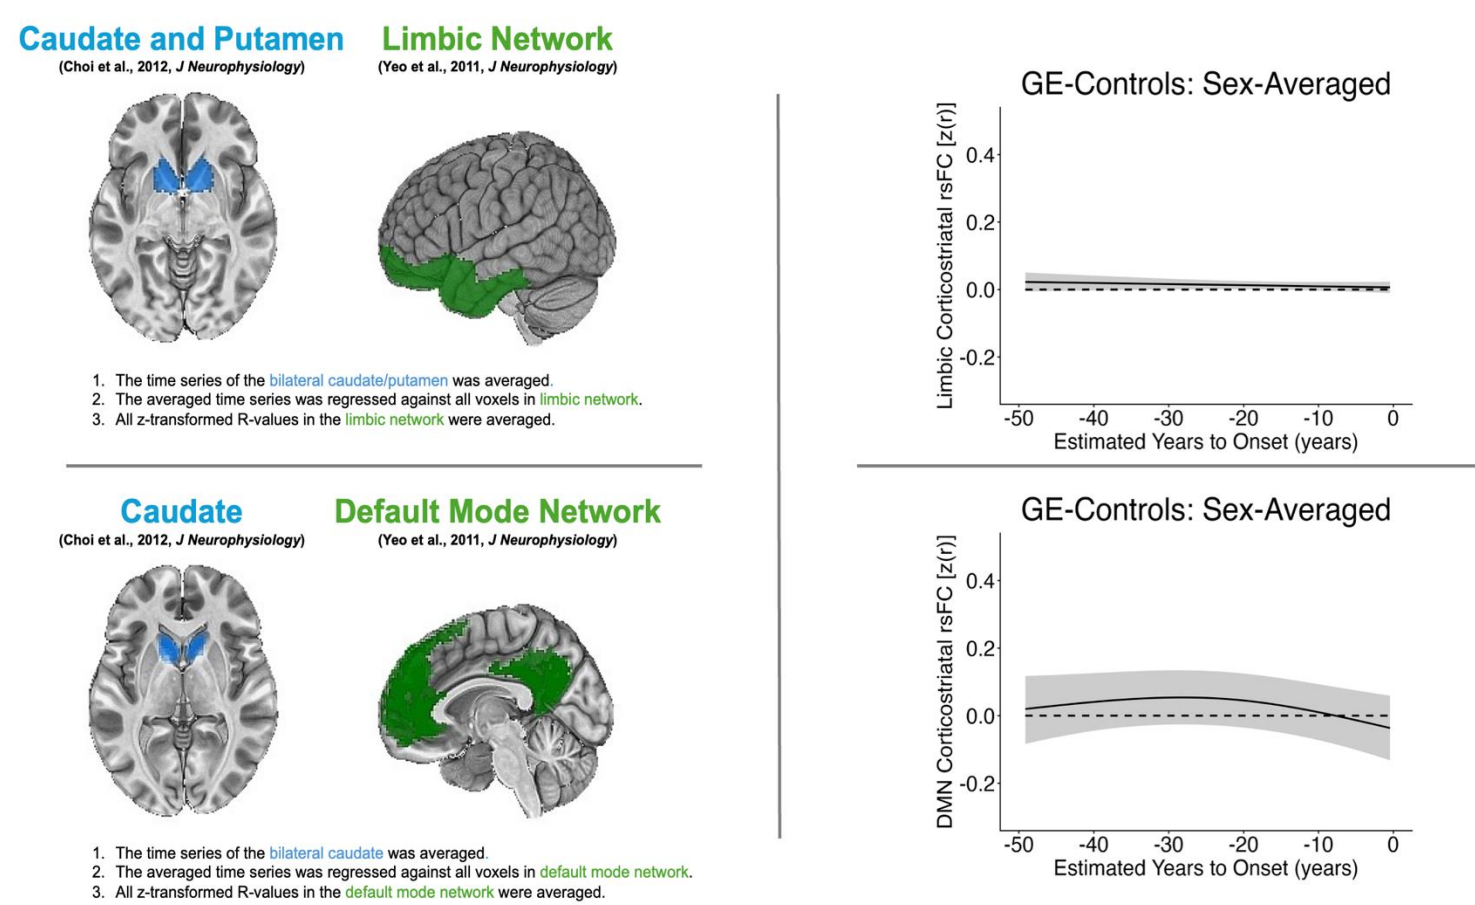 Caudate and Putamen
(Choi et al., 2012, J Neurophysiology)
Limbic Network
(Yeo et al., 2011, J Neurophysiology)
1. The time series of the bilateral caudate/putamen was averaged.
2. The averaged time series was regressed against all voxels in limbic network.
3. All z-transformed R-values in the limbic network were averaged.
GE-Controls: Sex-Averaged
Limbic Corticostriatal rsFC [z(r)]
0.4
0.2
0.0
-0.2
-50 -40 -30 -20 -10 0
Estimated Years to Onset (years)
Caudate
(Choi et al., 2012, J Neurophysiology)
Default Mode Network
(Yeo et al., 2011, J Neurophysiology)
1. The time series of the bilateral caudate was averaged.
2. The averaged time series was regressed against all voxels in default mode network.
3. All z-transformed R-values in the default mode network were averaged.
GE-Controls: Sex-Averaged
DMN Corticostriatal rsFC [z(r)]
0.4
0.2
0.0
-0.2
-50 -40 -30 -20 -10 0
Estimated Years to Onset (years)